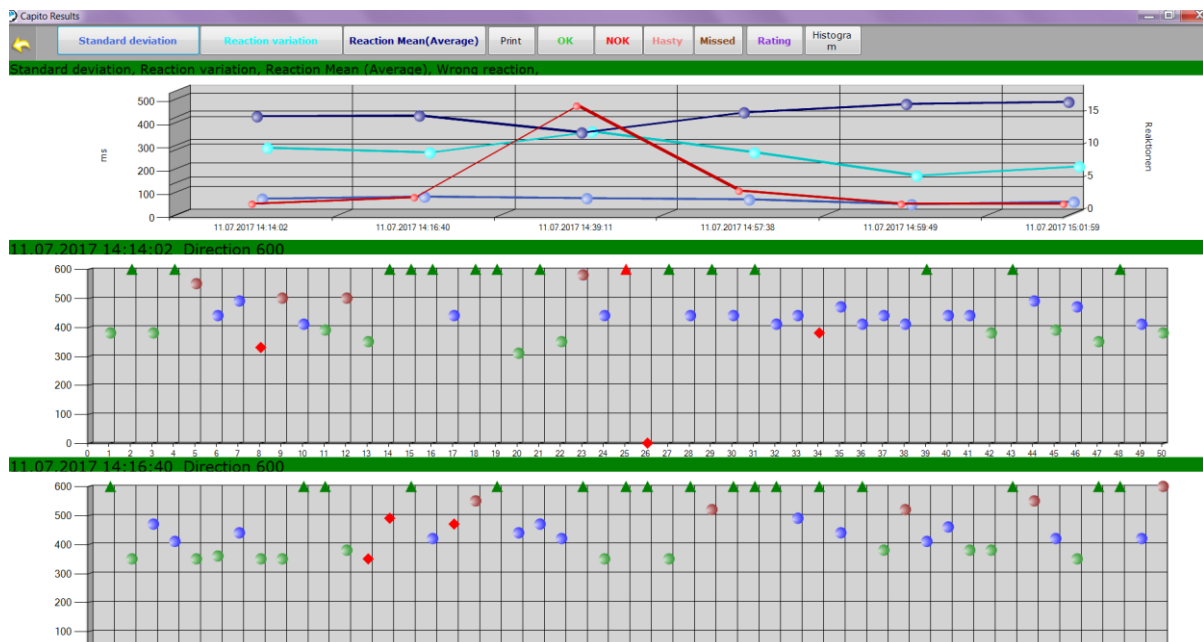 Capito Results
Standard deviation Reaction variation Reaction Mean(Average) Print OK NOK Hasty Missed Rating Histogra
m
Standard deviation, Reaction variation, Reaction Mean (Average), Wrong reaction,
500
400
300
200
100
0
ms
15
10
5
0
Reaktionen
11.07.2017 14:14:02 11.07.2017 14:16:40 11.07.2017 14:39:11 11.07.2017 14:57:38 11.07.2017 14:59:49 11.07.2017 15:01:59
11.07.2017 14:14:02 Direction 600
600
500
400
300
200
100
0
0 1 2 3 4 5 6 7 8 9 10 11 12 13 14 15 16 17 18 19 20 21 22 23 24 25 26 27 28 29 30 31 32 33 34 35 36 37 38 39 40 41 42 43 44 45 46 47 48 49 50
11.07.2017 14:16:40 Direction 600
600
500
400
300
200
100